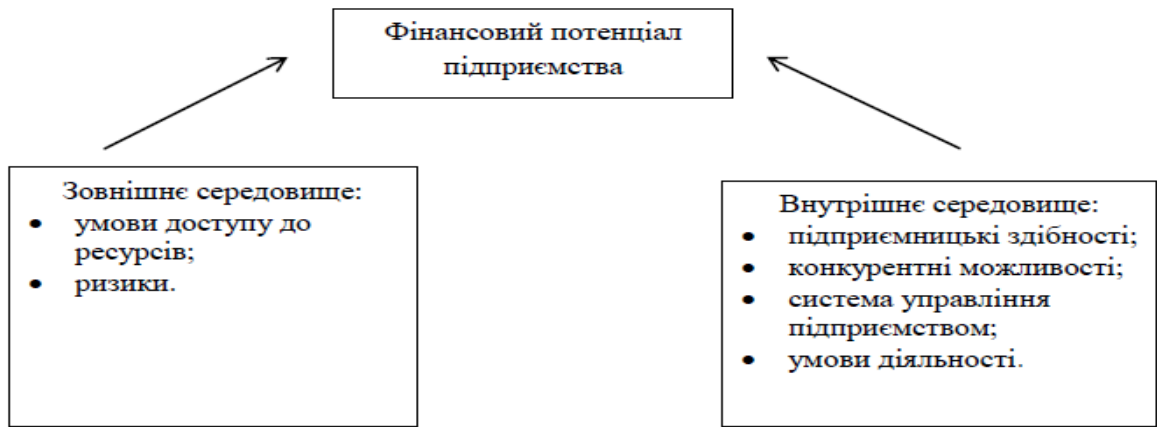 Фінансовий потенціал
підприємства
Зовнішнє середовище:
• умови доступу до
ресурсів;
• ризики.
Внутрішнє середовище:
• підприємницькі здібності;
• конкурентні можливості;
• система управління
підприємством;
• умови діяльності.